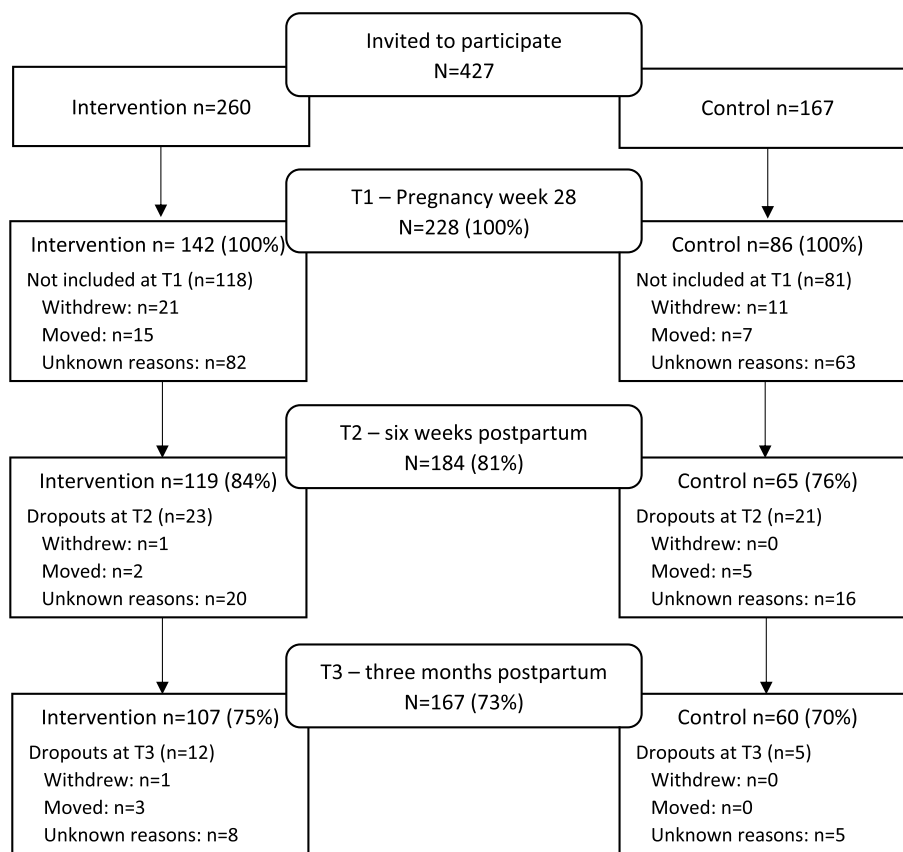 Invited to participate
N=427
Intervention n=260
Control n=167
T1 – Pregnancy week 28
N=228 (100%)
Intervention n= 142 (100%)
Not included at T1 (n=118)
Withdrew: n=21
Moved: n=15
Unknown reasons: n=82
Control n=86 (100%)
Not included at T1 (n=81)
Withdrew: n=11
Moved: n=7
Unknown reasons: n=63
T2 – six weeks postpartum
N=184 (81%)
Intervention n=119 (84%)
Dropouts at T2 (n=23)
Withdrew: n=1
Moved: n=2
Unknown reasons: n=20
Control n=65 (76%)
Dropouts at T2 (n=21)
Withdrew: n=0
Moved: n=5
Unknown reasons: n=16
T3 – three months postpartum
N=167 (73%)
Intervention n=107 (75%)
Dropouts at T3 (n=12)
Withdrew: n=1
Moved: n=3
Unknown reasons: n=8
Control n=60 (70%)
Dropouts at T3 (n=5)
Withdrew: n=0
Moved: n=0
Unknown reasons: n=5